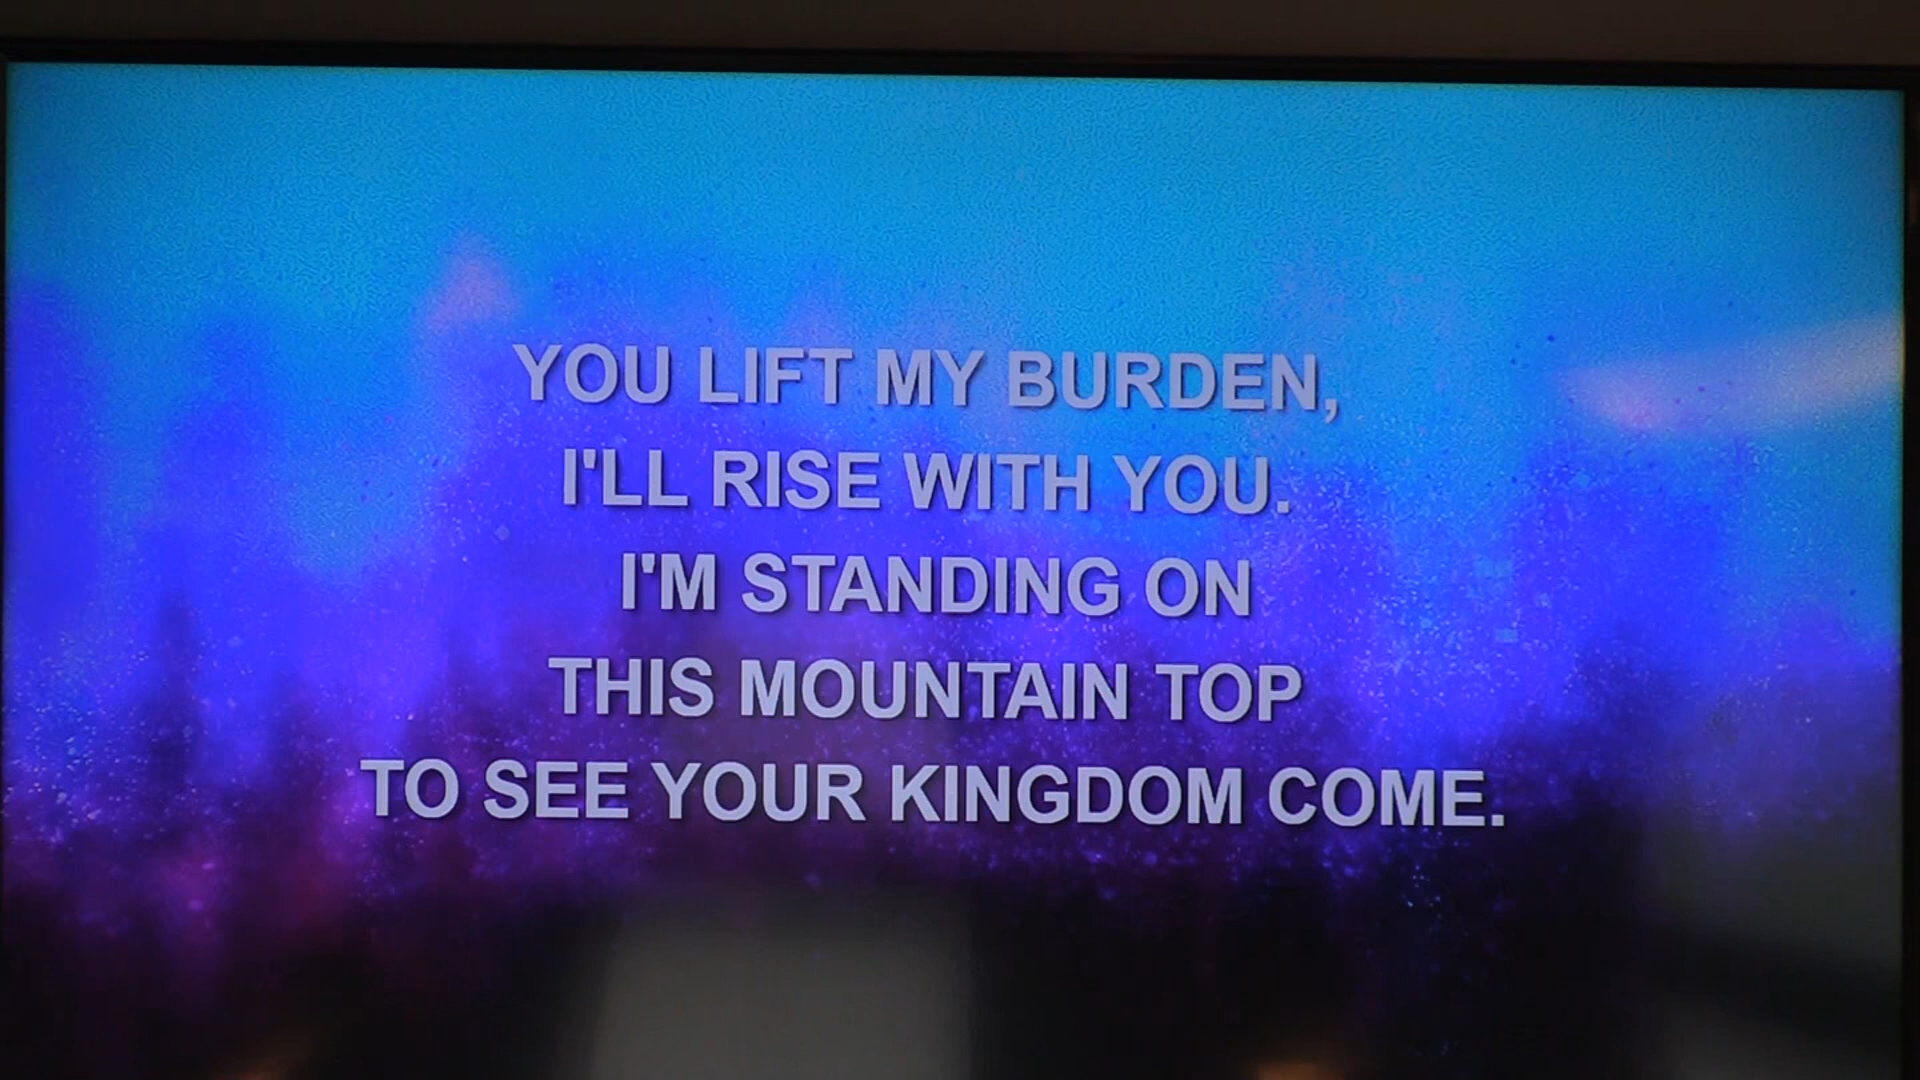 YOU LIFT MY BURDEN,
I'LL RISE WITH YOU.
I'M STANDING ON
THIS MOUNTAIN TOP
TO SEE YOUR KINGDOM COME.